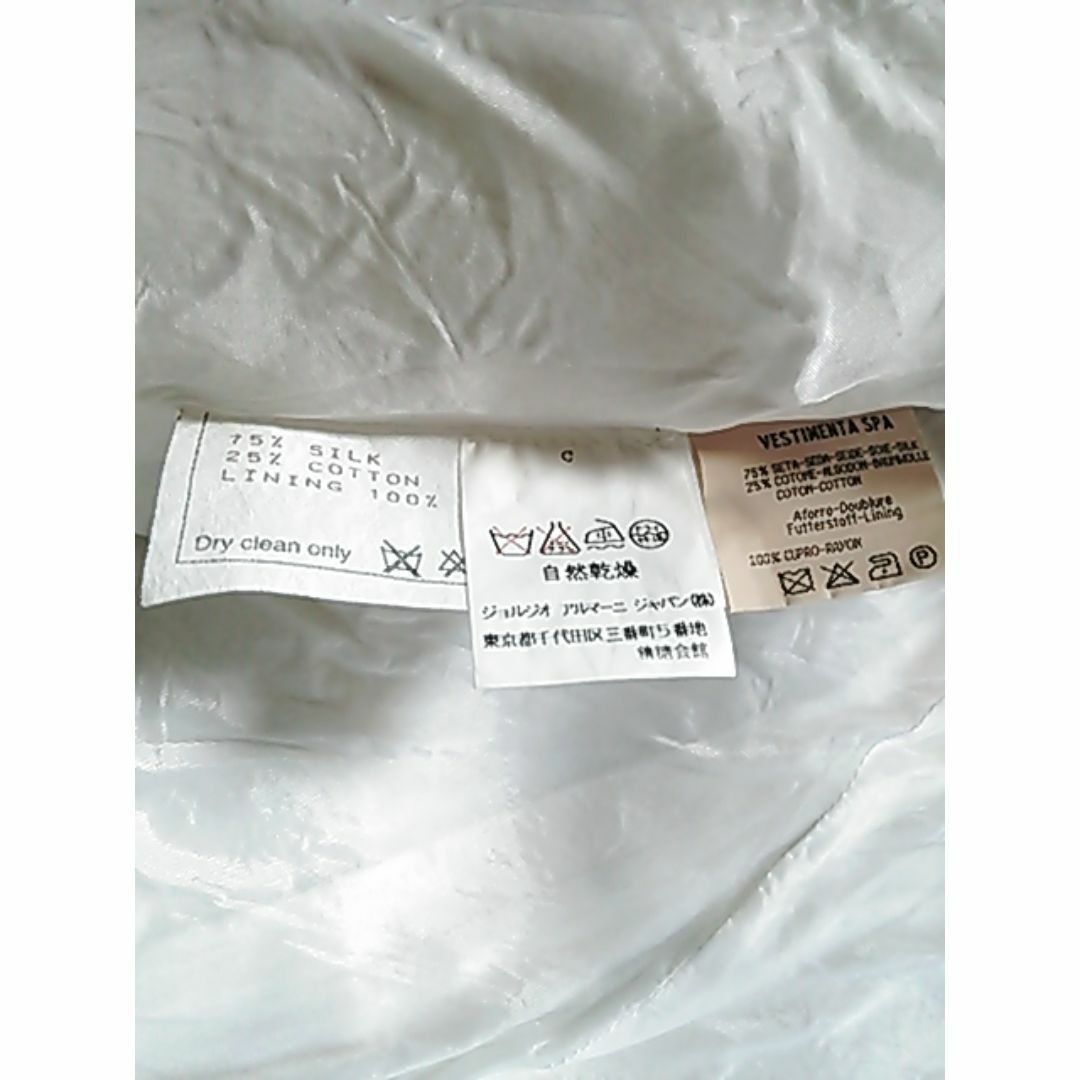 75% SILK
25% COTTON
LINING 100%
Dry clean only
C
自然乾燥
ジョルジオ アルマーニ ジャパン(株)
東京都千代田区三番町5番地
会館
VESTIMENTA SPA
75% SETA-SEDA-SEIDE-SOIE-SILK
25% COTONE-ALGODON-BAUMWOLLE
COTON-COTTON
Aforro-Doublure
Futterstoff-Lining
100% CUPRO-RAYON
P